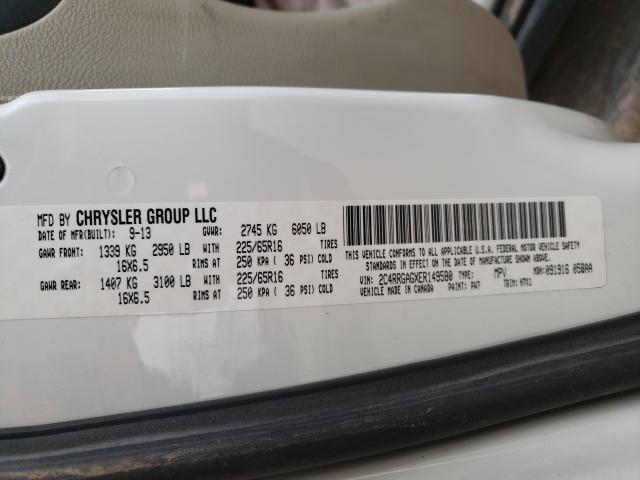 MFD BY CHRYSLER GROUP LLC
DATE OF MFR(BUILT): 9-13 GVWR: 2745 KG 6050 LB
GAWR FRONT: 1339 KG 2950 LB WITH 225/65R16 TIRES
16X6.5 RIMS AT 250 KPA ( 36 PSI) COLD
GAWR REAR: 1407 KG 3100 LB WITH 225/65R16 TIRES
16X6.5 RIMS AT 250 KPA ( 36 PSI) COLD
THIS VEHICLE CONFORMS TO ALL APPLICABLE U.S.A. FEDERAL MOTOR VEHICLE SAFETY
STANDARDS IN EFFECT ON THE DATE OF MANUFACTURE SHOWN ABOVE.
VIN: 2C4RRGAGXER149580 TYPE: MPV MDH: 091916 058AA
VEHICLE MADE IN CANADA PAINT: PW7 TRIM: